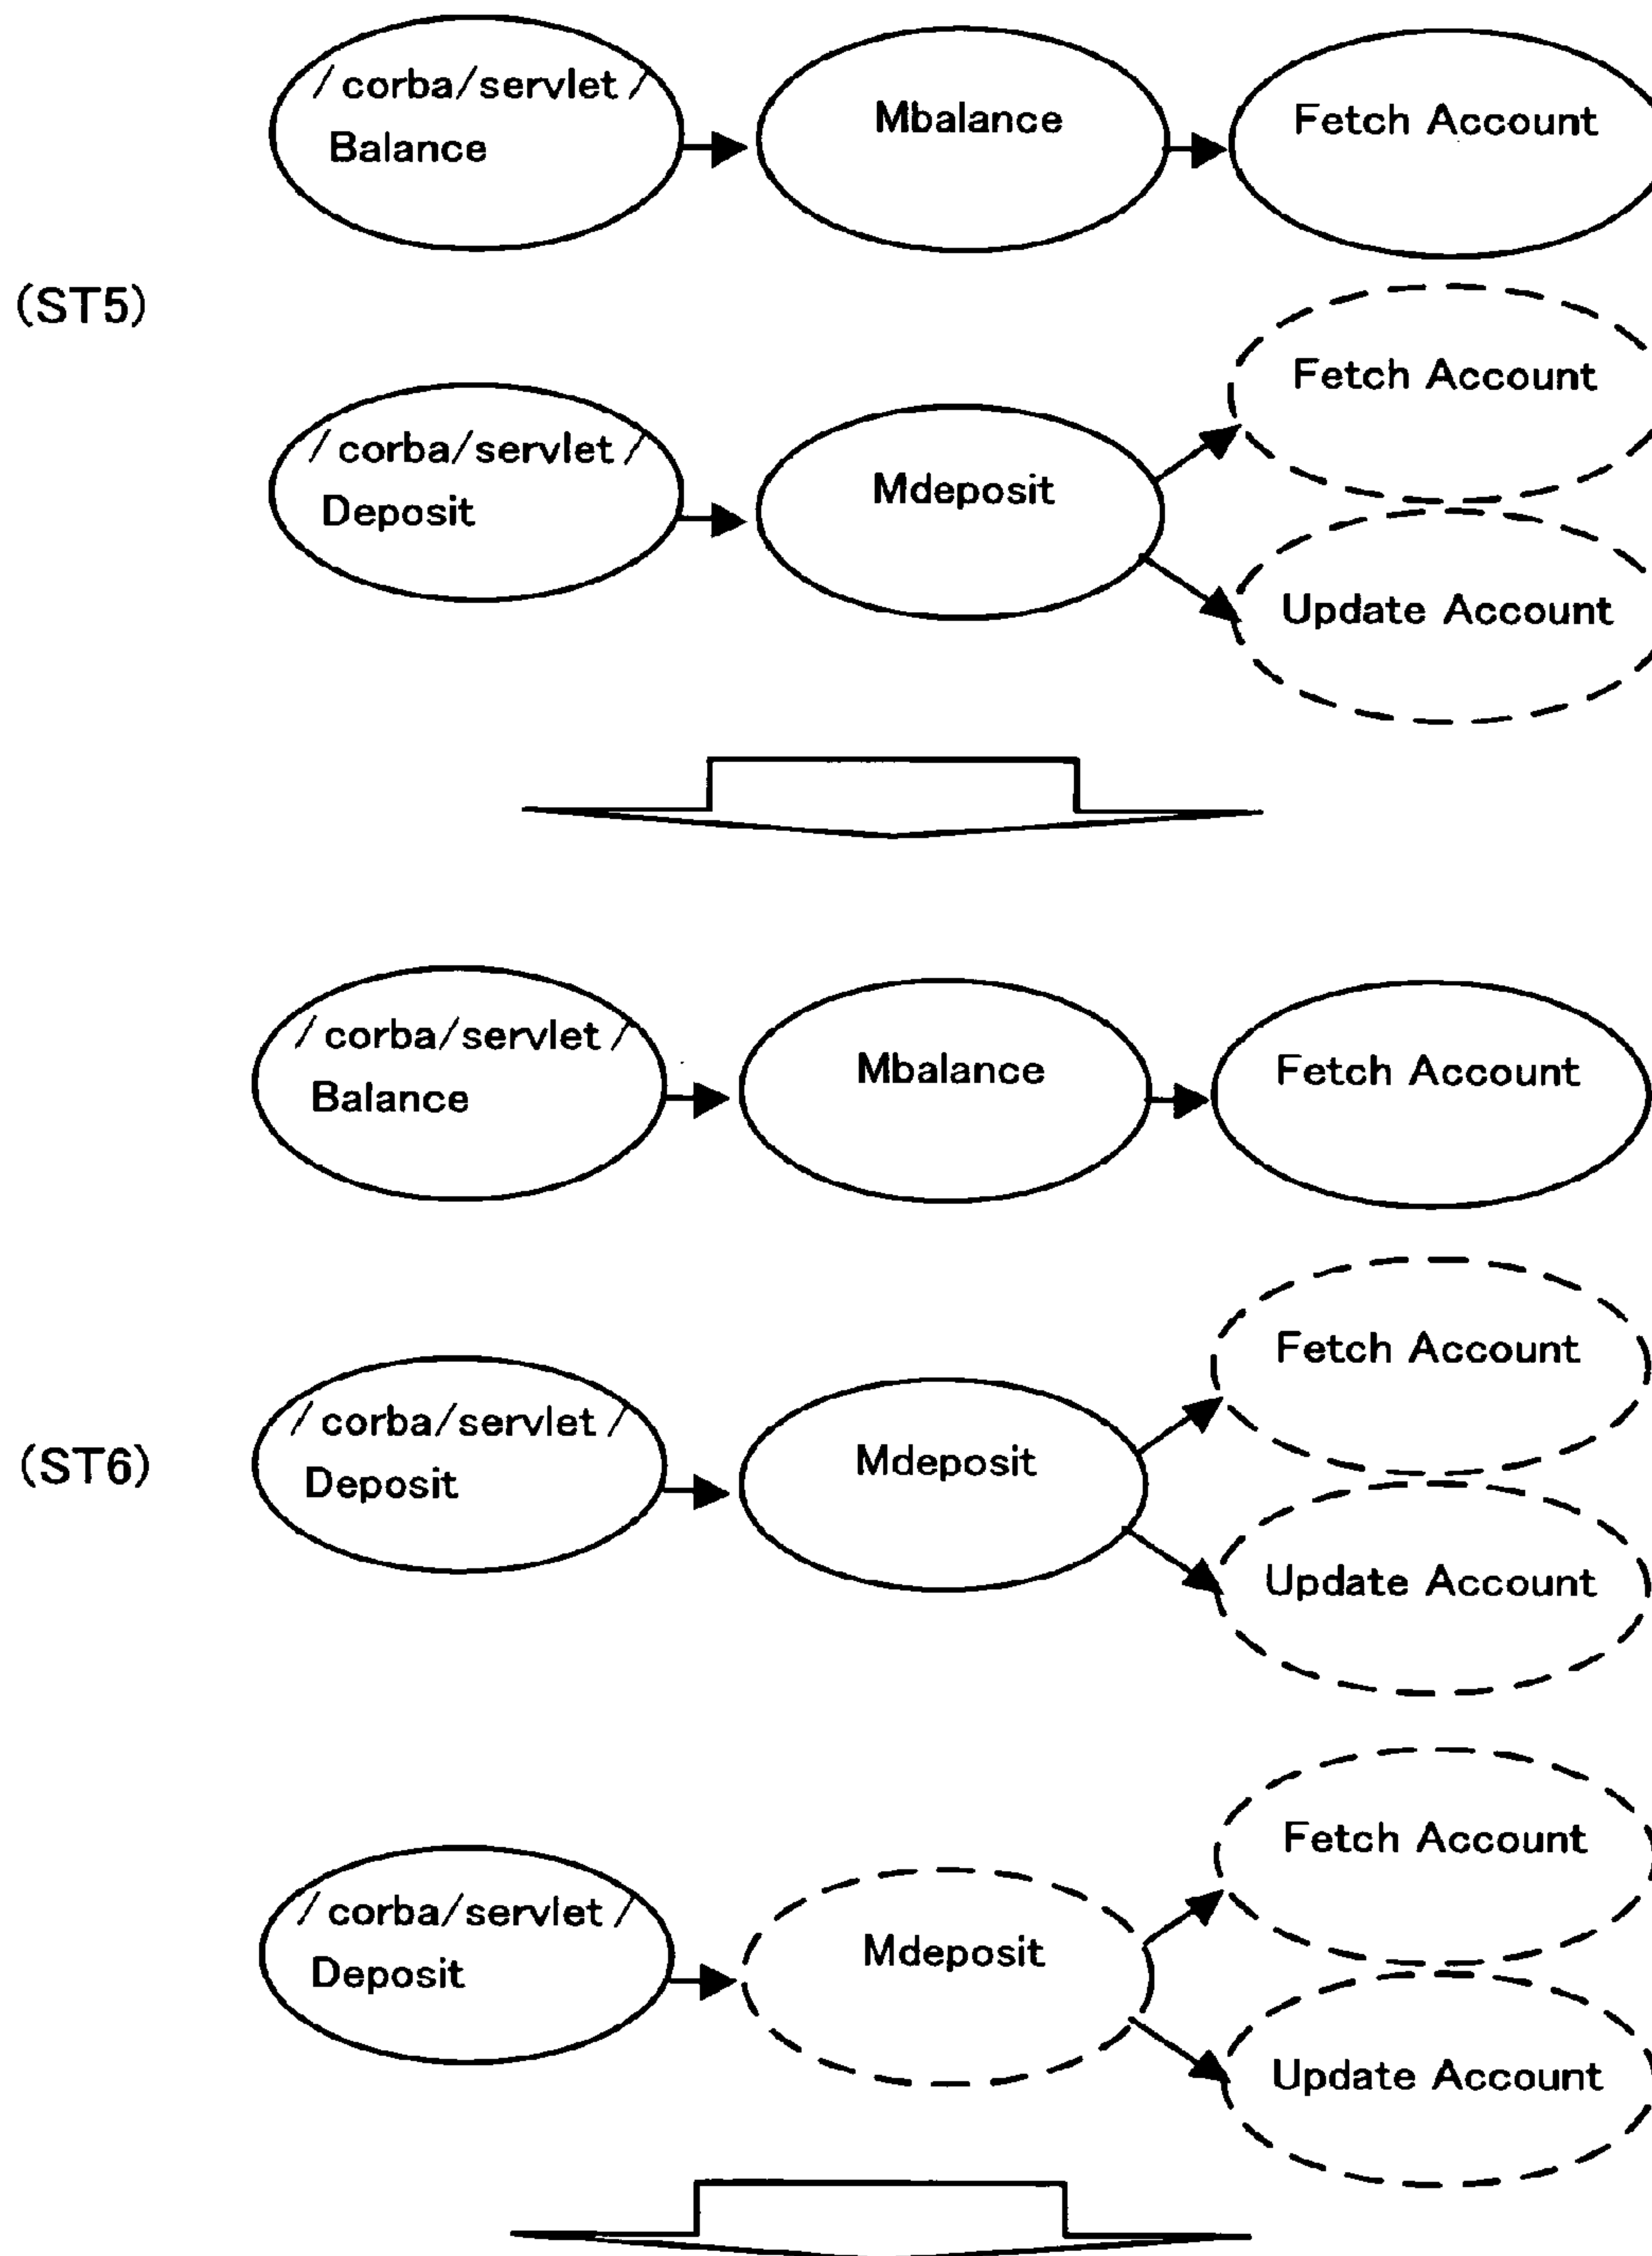 /corba/servlet/
Balance
Mbalance
Fetch Account
(ST5)
/corba/servlet/
Deposit
Mdeposit
Fetch Account
Update Account
/corba/servlet/
Balance
Mbalance
Fetch Account
(ST6)
/corba/servlet/
Deposit
Mdeposit
Fetch Account
Update Account
/corba/servlet/
Deposit
Mdeposit
Fetch Account
Update Account